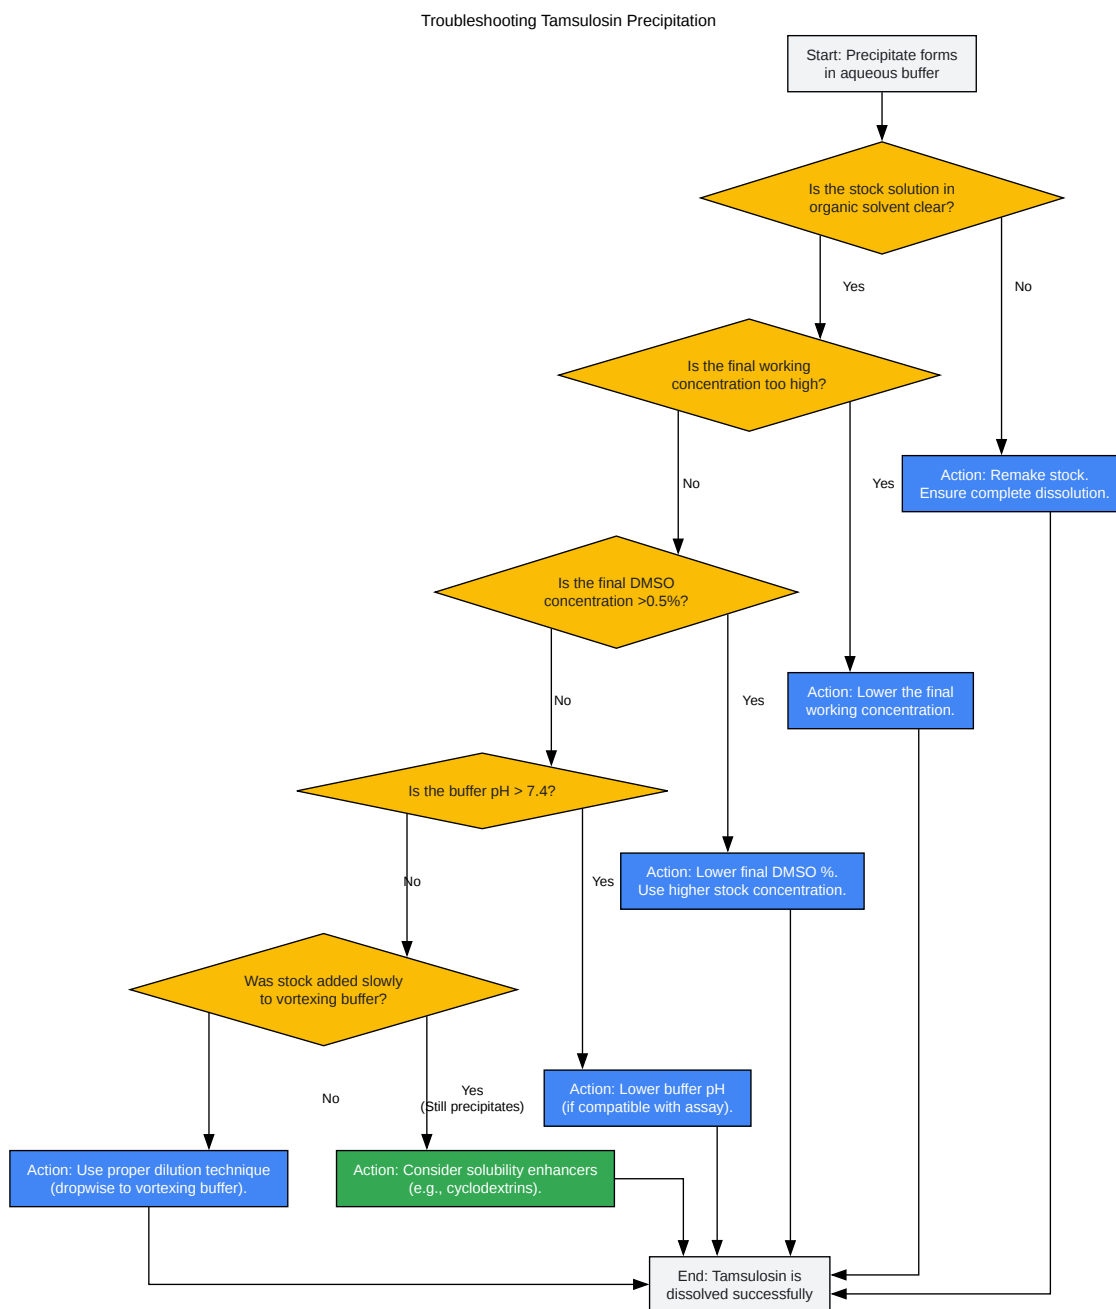 Troubleshooting Tamsulosin Precipitation
Start: Precipitate forms
in aqueous buffer
Is the stock solution in
organic solvent clear?
Yes
No
Is the final working
concentration too high?
Action: Remake stock.
Ensure complete dissolution.
No
Yes
Is the final DMSO
concentration >0.5%?
Action: Lower the final
working concentration.
No
Yes
Is the buffer pH > 7.4?
Action: Lower final DMSO %.
Use higher stock concentration.
No
Yes
Was stock added slowly
to vortexing buffer?
No
Yes
(Still precipitates)
Action: Lower buffer pH
(if compatible with assay).
Action: Use proper dilution technique
(dropwise to vortexing buffer).
Action: Consider solubility enhancers
(e.g., cyclodextrins).
End: Tamsulosin is
dissolved successfully